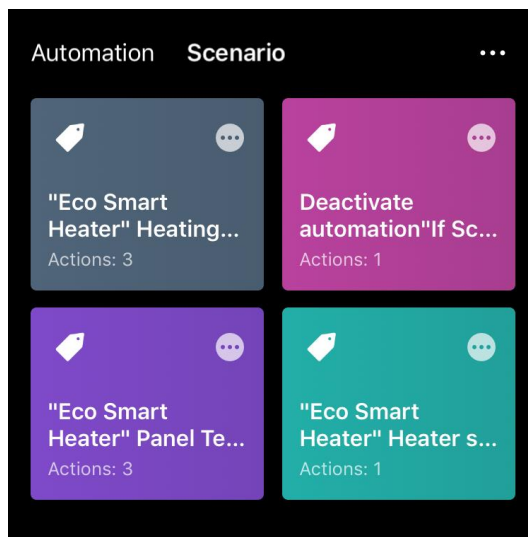 Automation Scenario
"Eco Smart
Heater" Heating...
Actions: 3
Deactivate
automation"If Sc...
Actions: 1
"Eco Smart
Heater" Panel Te...
Actions: 3
"Eco Smart
Heater" Heater s...
Actions: 1